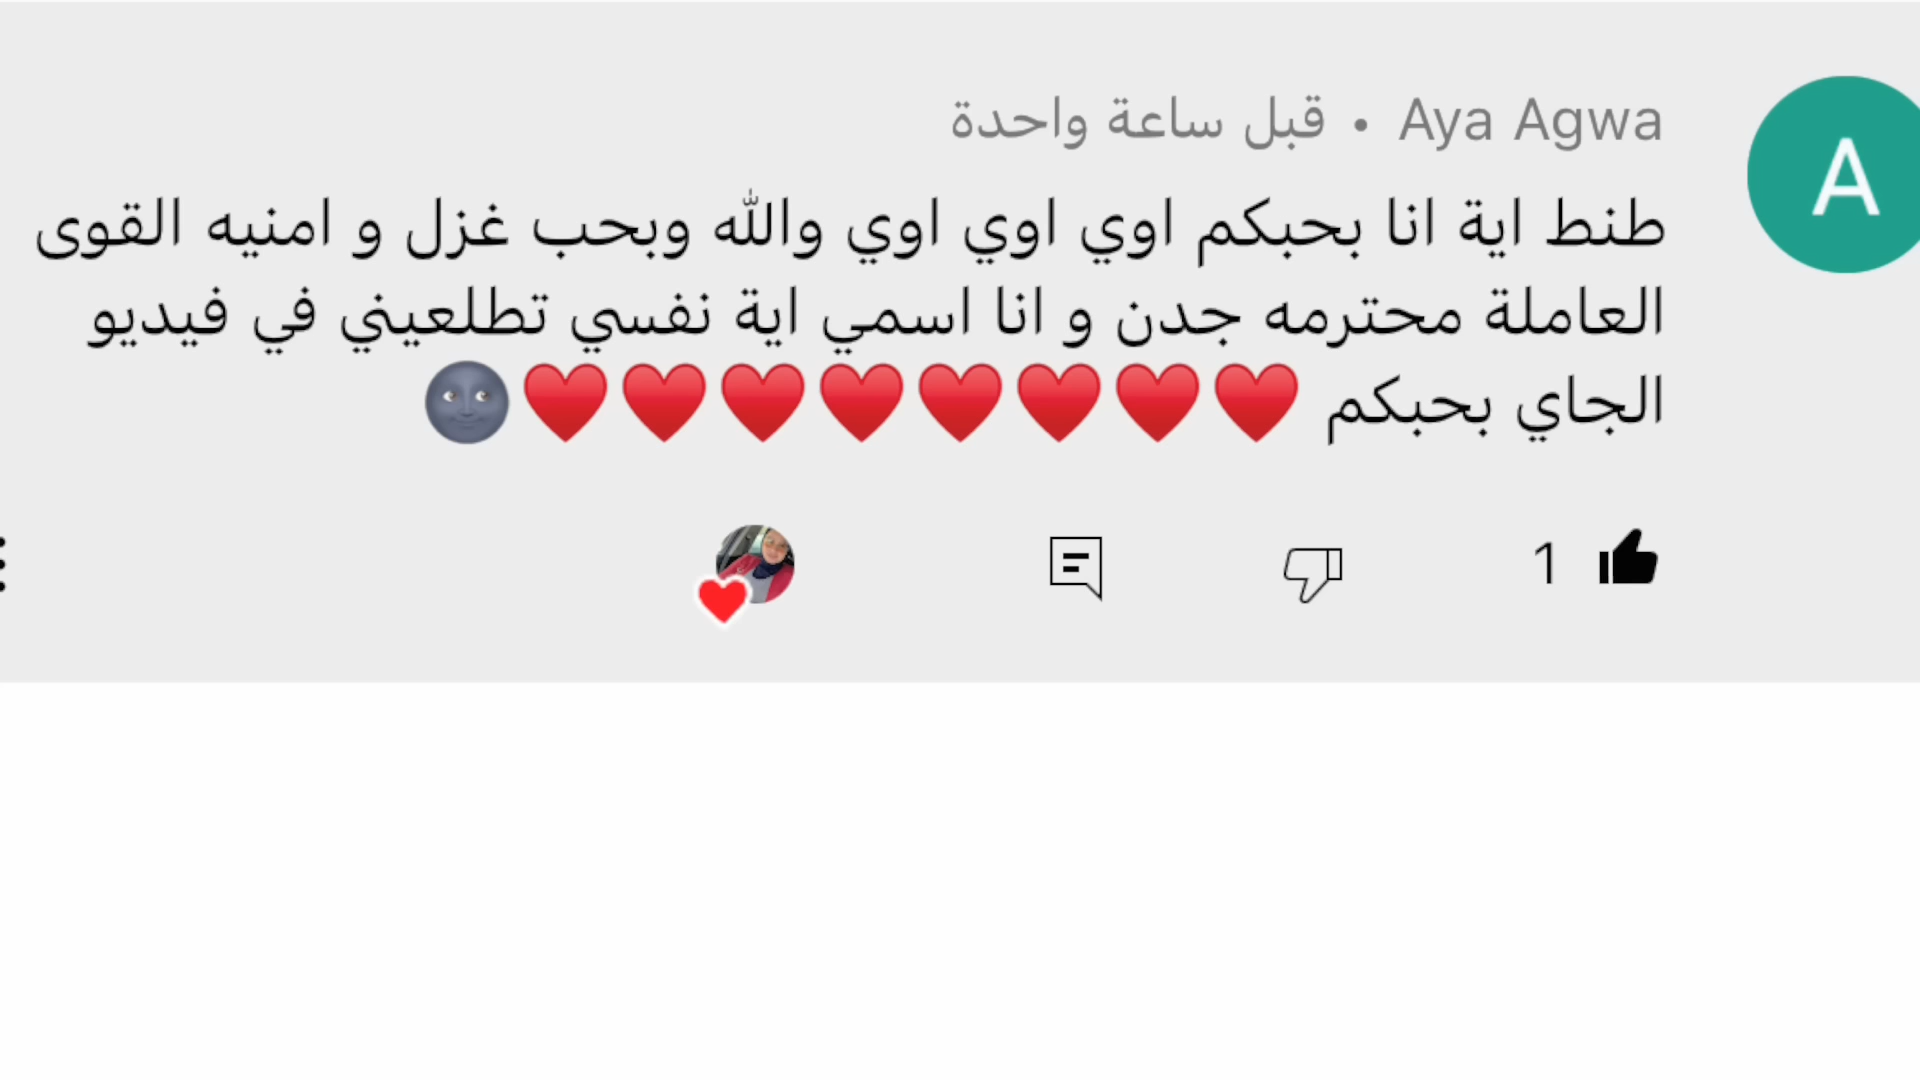 Aya Agwa • قبل ساعة واحدة
A
طنط اية انا بحبكم اوي اوي اوي والله وبحب غزل و امنيه القوى
العاملة محترمه جدن و انا اسمي اية نفسي تطلعيني في فيديو
الجاي بحبكم ♥️♥️♥️♥️♥️♥️♥️♥️🌚
1